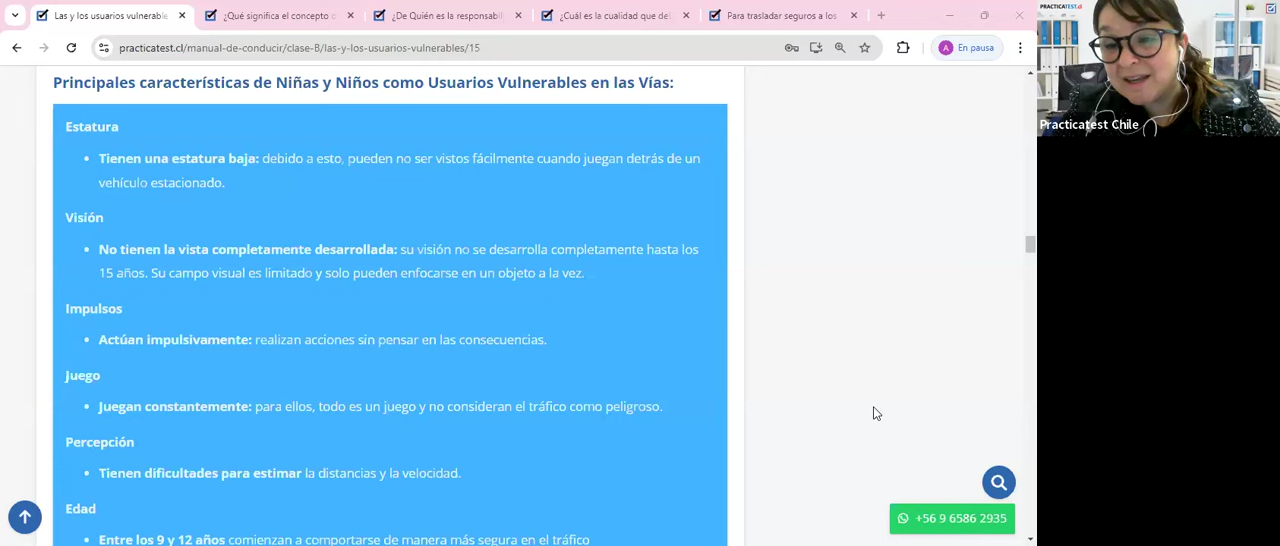 Las y los usuarios vulnerable
¿Qué significa el concepto d
¿De Quién es la responsabil
¿Cuál es la cualidad que de
Para trasladar seguros a los
practicatest.cl/manual-de-conducir/clase-B/las-y-los-usuarios-vulnerables/15
A En pausa
PRACTICATEST.cl
Practicatest Chile
Principales características de Niñas y Niños como Usuarios Vulnerables en las Vías:
Estatura
• Tienen una estatura baja: debido a esto, pueden no ser vistos fácilmente cuando juegan detrás de un
vehículo estacionado.
Visión
• No tienen la vista completamente desarrollada: su visión no se desarrolla completamente hasta los
15 años. Su campo visual es limitado y solo pueden enfocarse en un objeto a la vez.
Impulsos
• Actúan impulsivamente: realizan acciones sin pensar en las consecuencias.
Juego
• Juegan constantemente: para ellos, todo es un juego y no consideran el tráfico como peligroso.
Percepción
• Tienen dificultades para estimar la distancias y la velocidad.
Edad
• Entre los 9 y 12 años comienzan a comportarse de manera más segura en el tráfico
+56 9 6586 2935